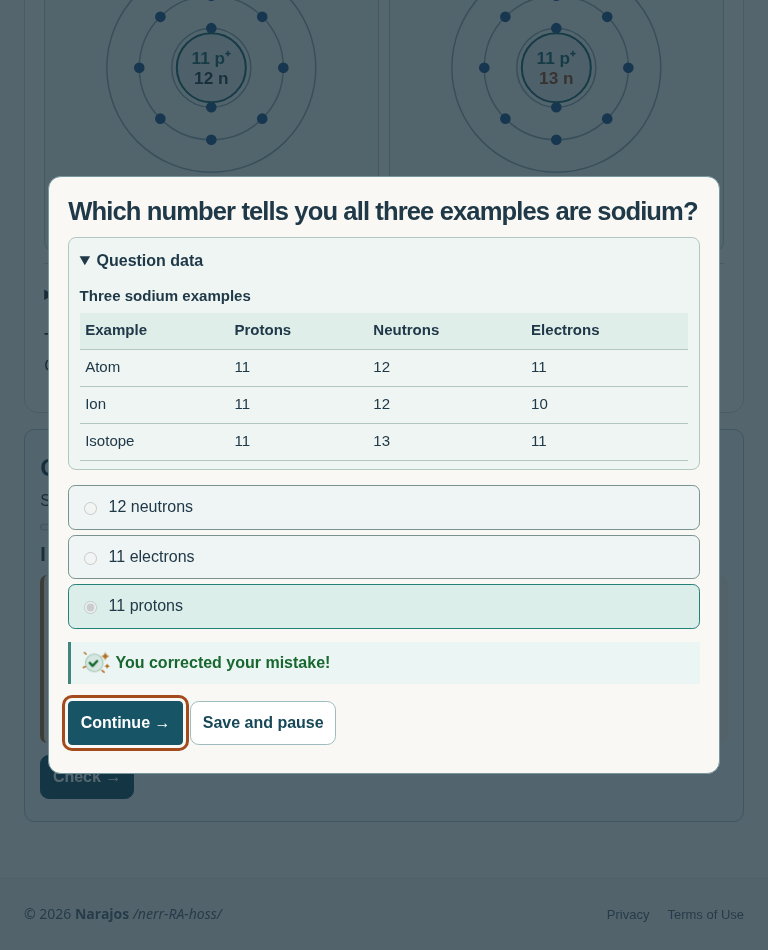 11 p+ 11 p+
12 n 13 n
Which number tells you all three examples are sodium?
▼ Question data
Three sodium examples
Example Protons Neutrons Electrons
Atom 11 12 11
Ion 11 12 10
Isotope 11 13 11
12 neutrons
11 electrons
11 protons
You corrected your mistake!
Continue → Save and pause
Check →
© 2026 Narajos /nerr-RA-hoss/ Privacy Terms of Use